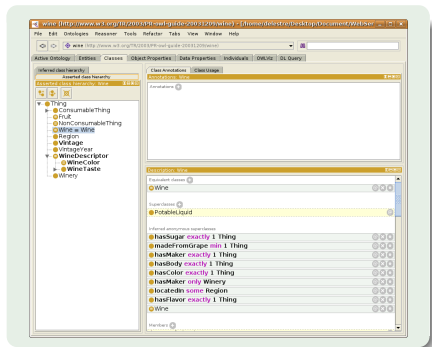 wine (http://www.w3.org/TR/2003/PR-owl-guide-20031209/wine)
File Edit Ontologies Reasoner Tools Refactor Tabs View Window Help
wine (http://www.w3.org/TR/2003/PR-owl-guide-20031209/wine)
Active Ontology Entities Classes Object Properties Data Properties Individuals OWLViz DL Query
Inferred class hierarchy
Asserted class hierarchy
Asserted class hierarchy: Wine
Thing
ConsumableThing
Fruit
NonConsumableThing
Wine ≡ Wine
Region
Vintage
VintageYear
WineDescriptor
WineColor
WineTaste
Winery
Class Annotations Class Usage
Annotations: Wine
Annotations
Description: Wine
Equivalent classes
Wine
Superclasses
PotableLiquid
Inferred anonymous superclasses
hasSugar exactly 1 Thing
madeFromGrape min 1 Thing
hasMaker exactly 1 Thing
hasBody exactly 1 Thing
hasColor exactly 1 Thing
hasMaker only Winery
locatedIn some Region
hasFlavor exactly 1 Thing
Wine
Members